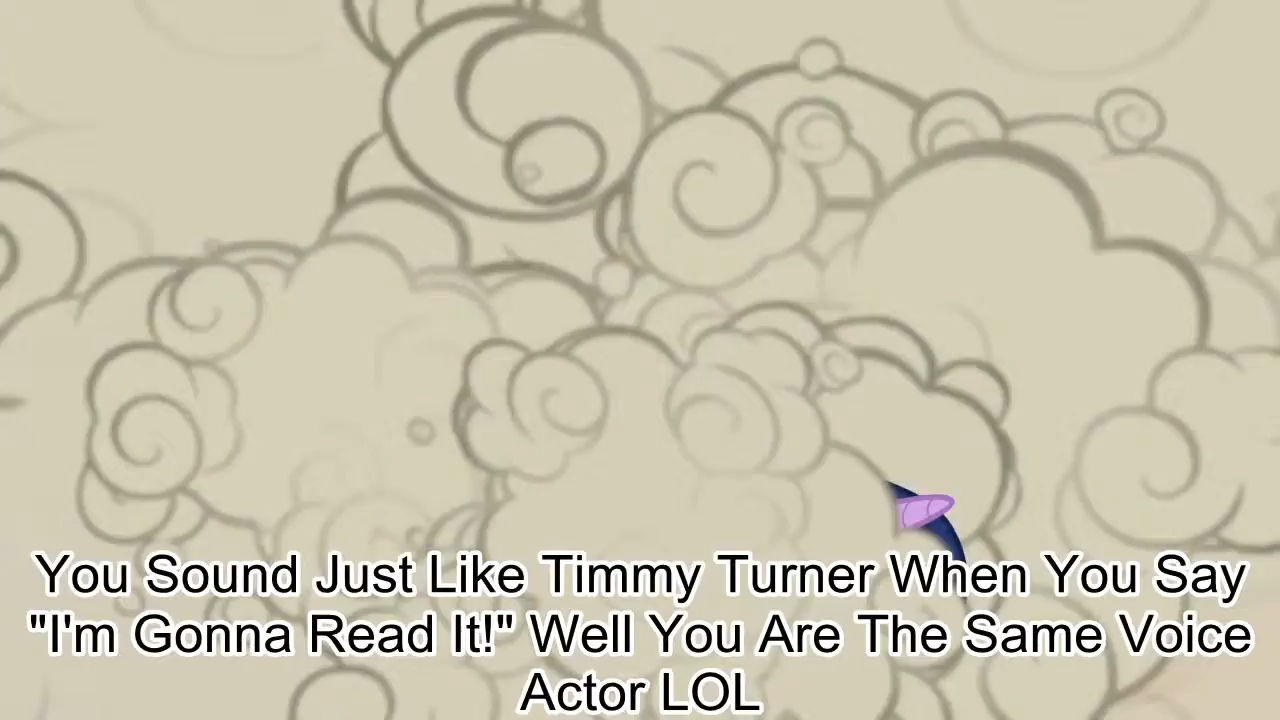 You Sound Just Like Timmy Turner When You Say
"I'm Gonna Read It!" Well You Are The Same Voice
Actor LOL